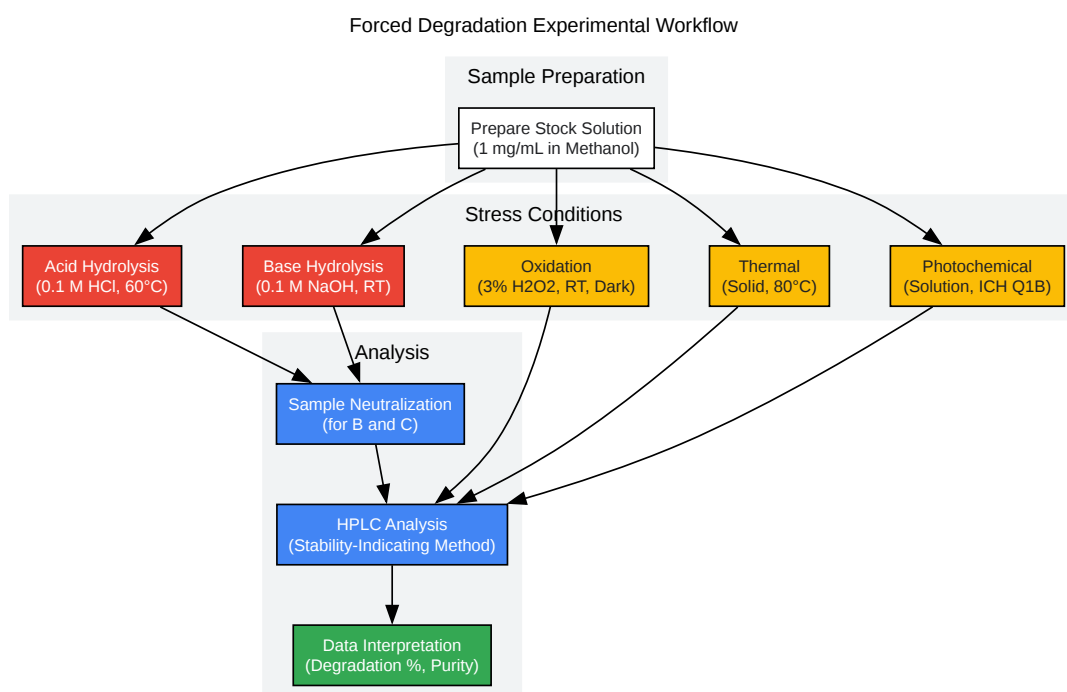 Forced Degradation Experimental Workflow
Sample Preparation
Prepare Stock Solution
(1 mg/mL in Methanol)
Stress Conditions
Acid Hydrolysis
(0.1 M HCl, 60°C)
Base Hydrolysis
(0.1 M NaOH, RT)
Oxidation
(3% H2O2, RT, Dark)
Thermal
(Solid, 80°C)
Photochemical
(Solution, ICH Q1B)
Analysis
Sample Neutralization
(for B and C)
HPLC Analysis
(Stability-Indicating Method)
Data Interpretation
(Degradation %, Purity)